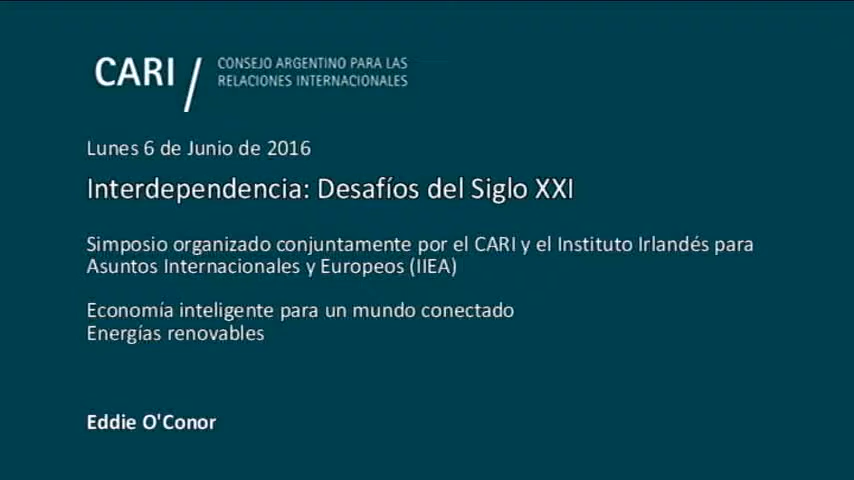 CARI / CONSEJO ARGENTINO PARA LAS
RELACIONES INTERNACIONALES
Lunes 6 de Junio de 2016
Interdependencia: Desafíos del Siglo XXI
Simposio organizado conjuntamente por el CARI y el Instituto Irlandés para
Asuntos Internacionales y Europeos (IIEA)
Economía inteligente para un mundo conectado
Energías renovables
Eddie O'Conor